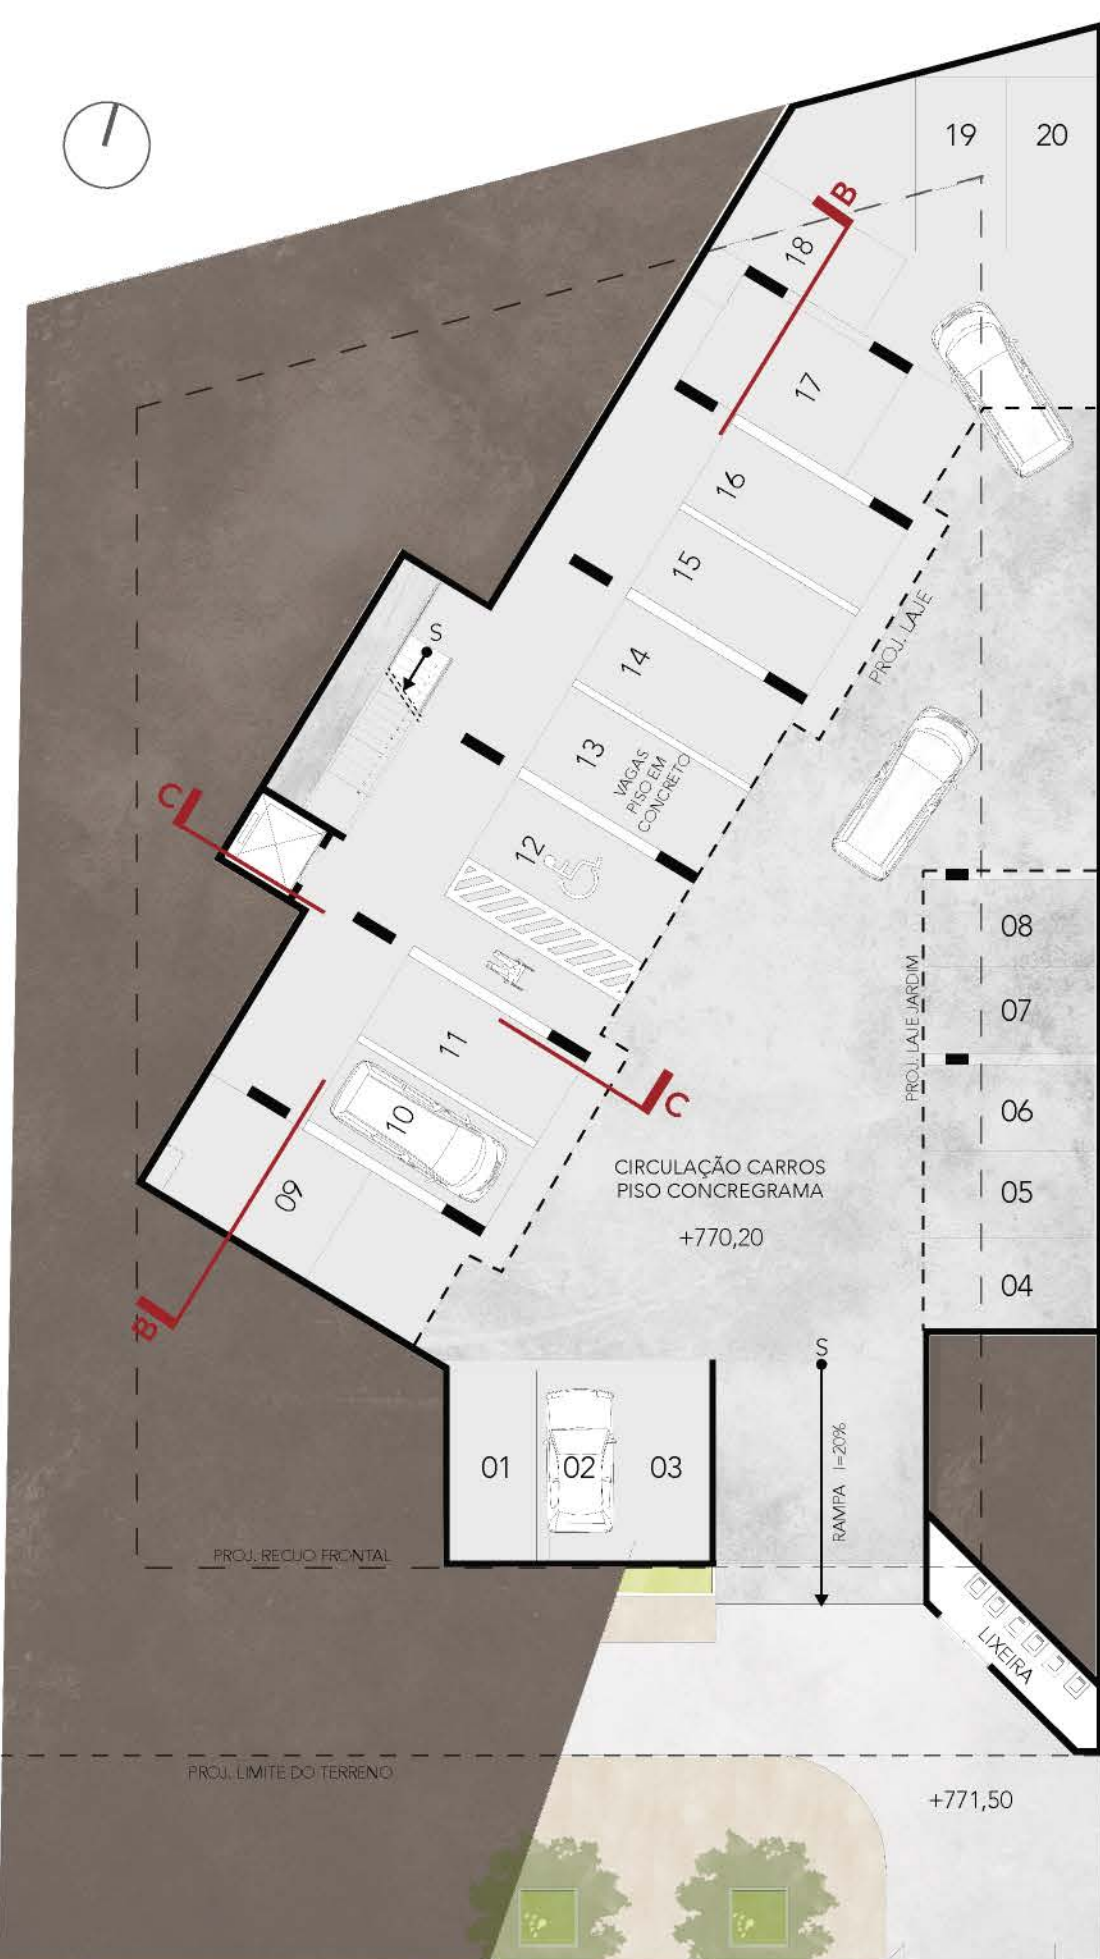 19
20
B
18
17
16
15
PROJ. LAJE
S
14
13
VAGAS
PISO EM
CONCRETO
C
12
08
PROJ. LAJE JARDIM
07
11
C
06
10
CIRCULAÇÃO CARROS
PISO CONCREGRAMA
05
09
+770,20
04
B
S
01
02
03
RAMPA I=20%
PROJ. RECUO FRONTAL
LIXEIRA
PROJ. LIMITE DO TERRENO
+771,50